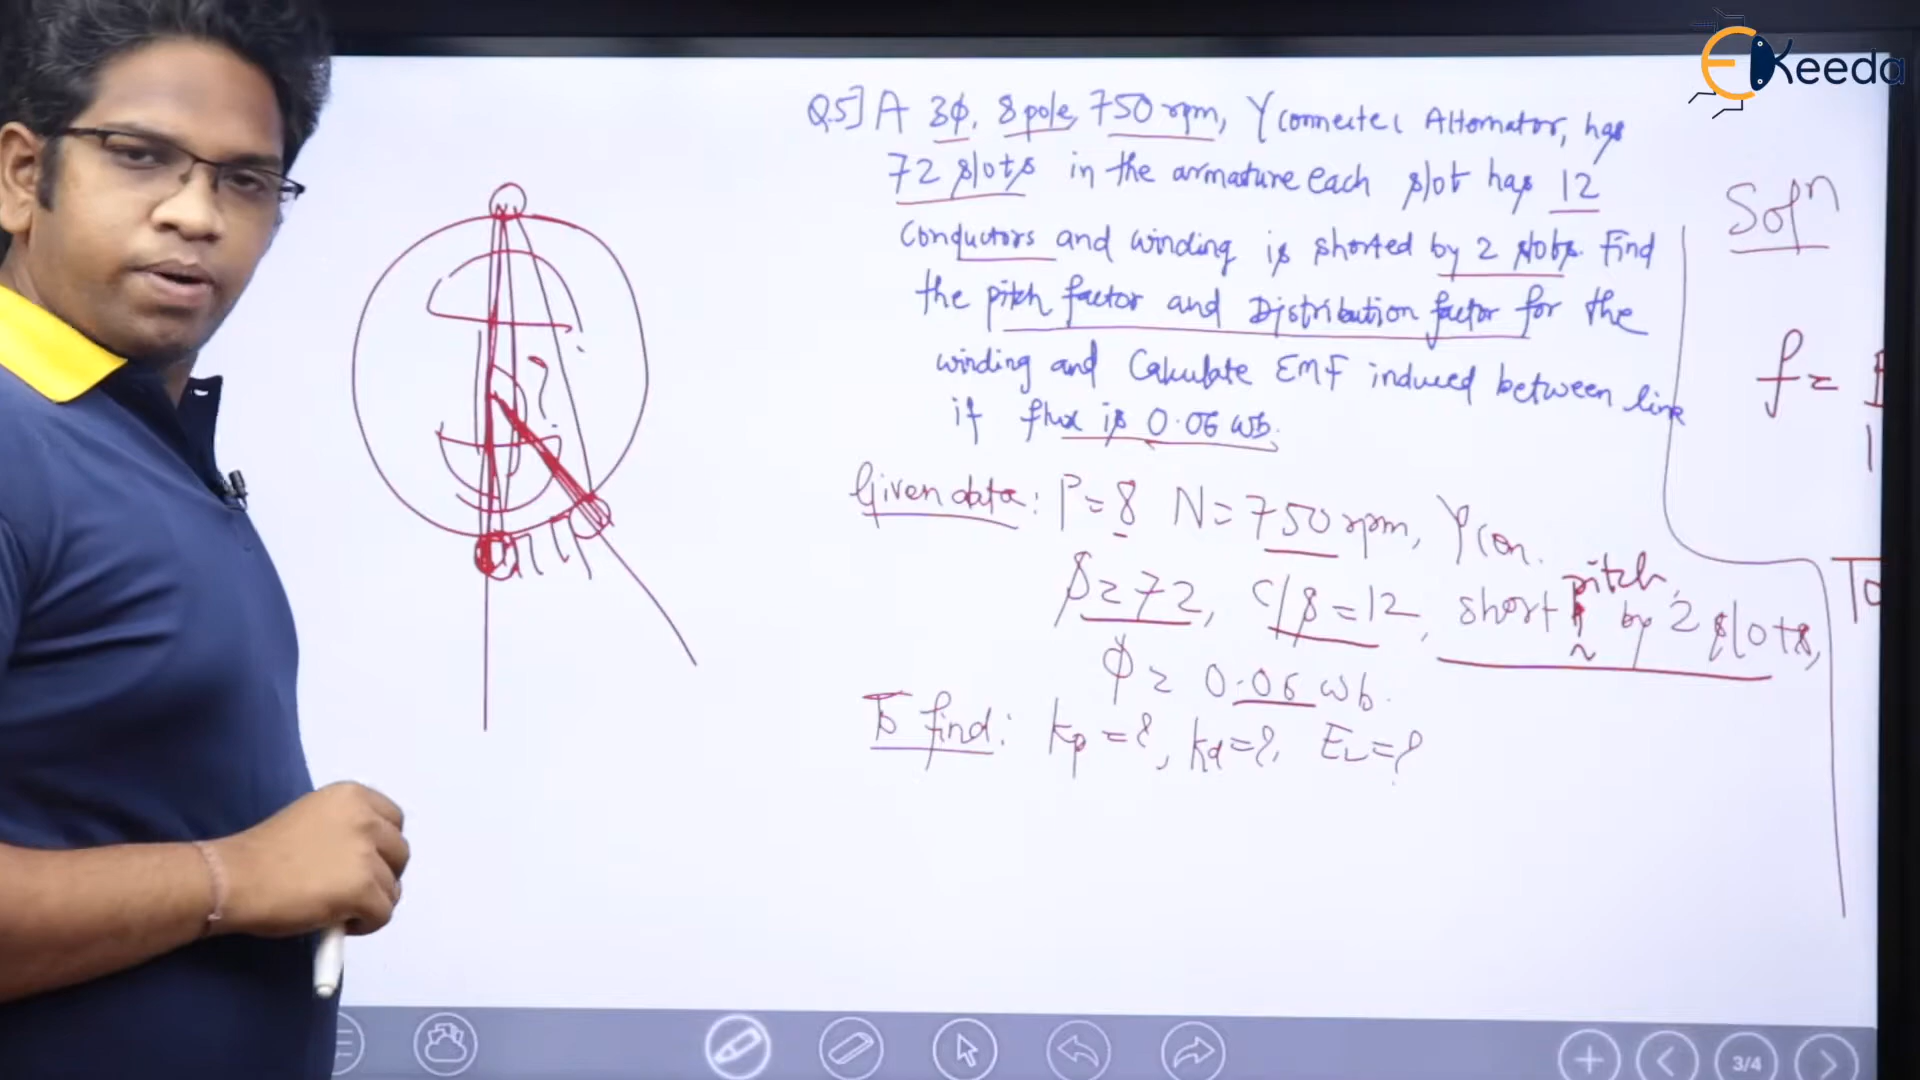 EKeeda
Q.5] A 3ϕ, 8 pole, 750 rpm, Y connected Alternator, has
72 slots in the armature each slot has 12
Conductors and winding is shorted by 2 slots. Find
the pitch factor and Distribution factor for the
winding and Calculate EMF induced between line
if flux is 0.06 wb.
Given data: P=8 N=750 rpm, Y con.
S=72, C/S=12, short pitch by 2 slots,
ϕ= 0.06 wb.
To find: Kp=?, Kd=?, EL=?
?
Solⁿ
f=
To
3/4